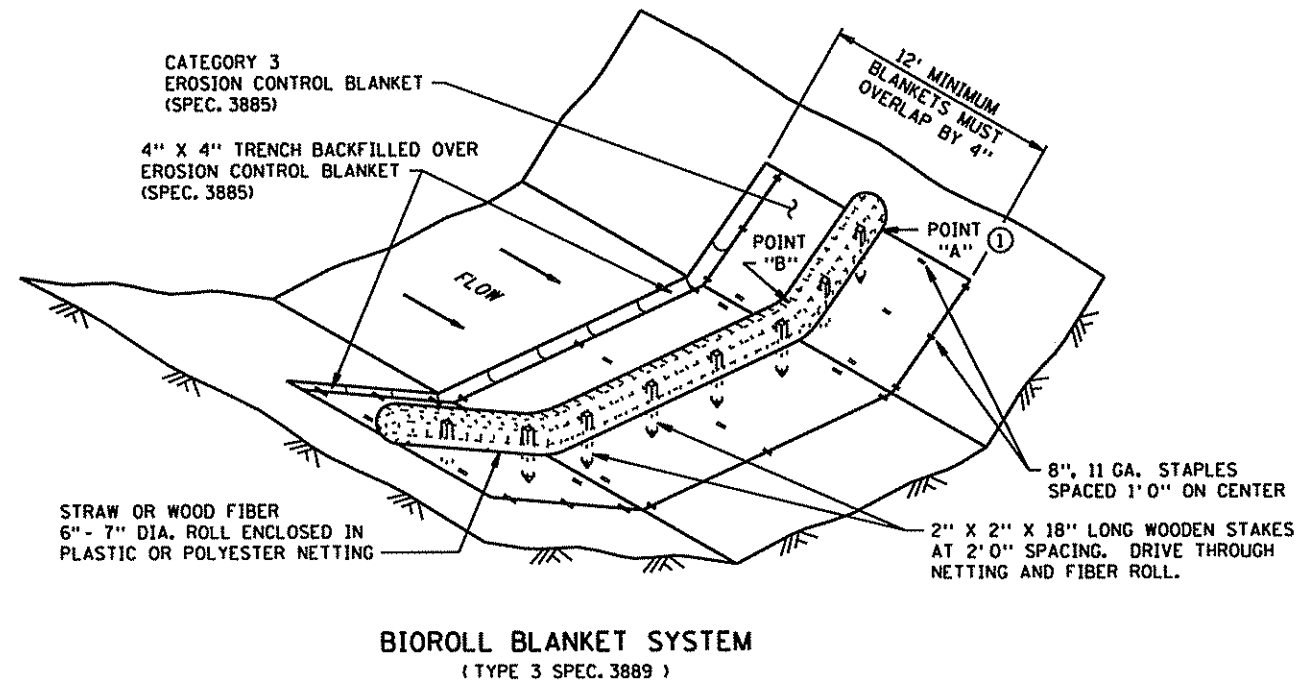 CATEGORY 3
EROSION CONTROL BLANKET
(SPEC. 3885)
4" X 4" TRENCH BACKFILLED OVER
EROSION CONTROL BLANKET
(SPEC. 3885)
12' MINIMUM
BLANKETS MUST
OVERLAP BY 4"
FLOW
POINT
"B"
POINT
"A" ①
8", 11 GA. STAPLES
SPACED 1'0" ON CENTER
STRAW OR WOOD FIBER
6"- 7" DIA. ROLL ENCLOSED IN
PLASTIC OR POLYESTER NETTING
2" X 2" X 18" LONG WOODEN STAKES
AT 2'0" SPACING. DRIVE THROUGH
NETTING AND FIBER ROLL.
BIOROLL BLANKET SYSTEM
( TYPE 3 SPEC. 3889 )